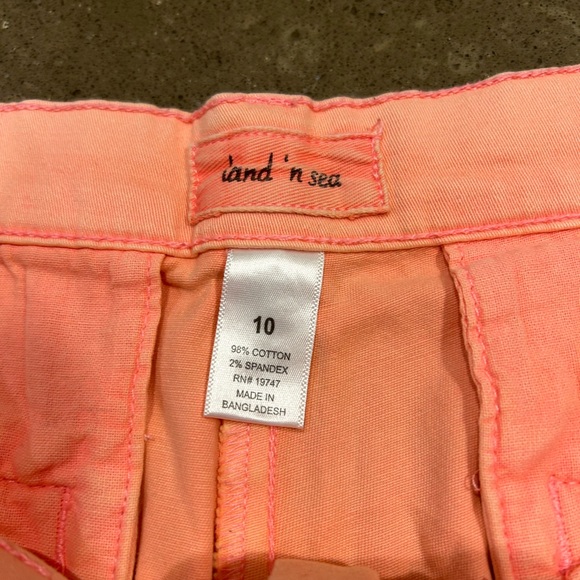 land 'n sea
10
98% COTTON
2% SPANDEX
RN# 19747
MADE IN
BANGLADESH